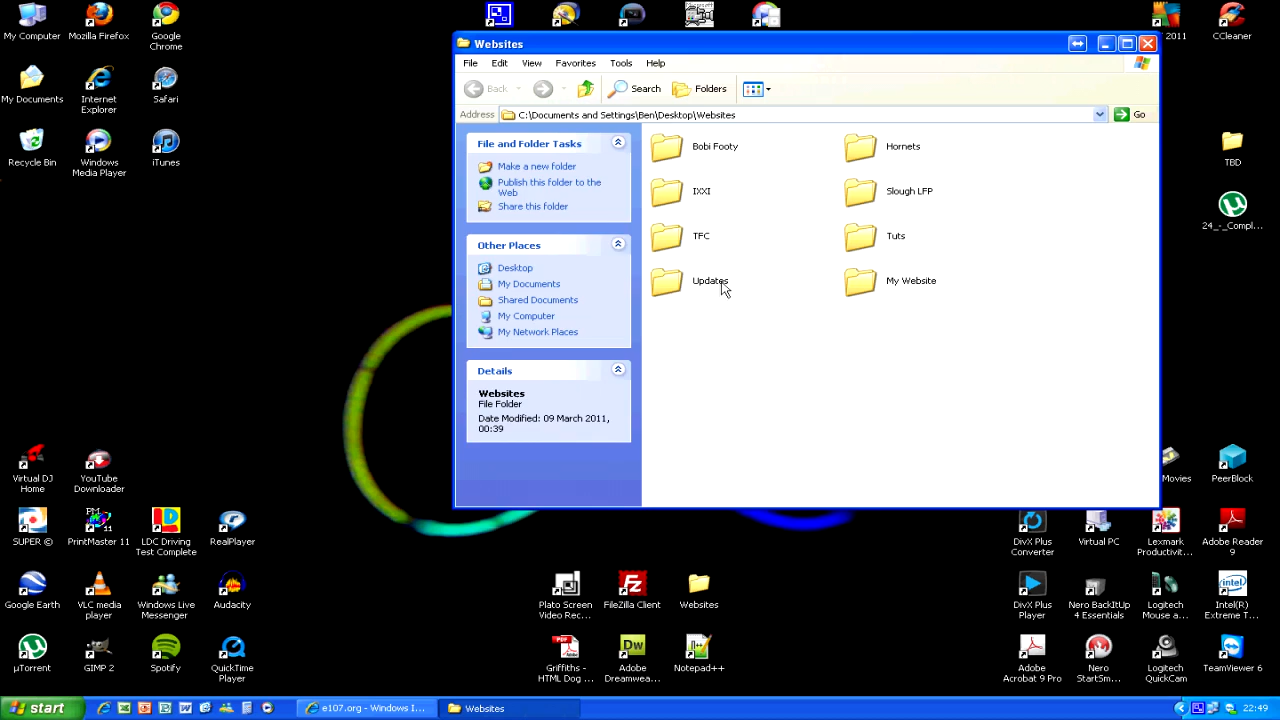 My Computer
Mozilla Firefox
Google
Chrome
2011
CCleaner
My Documents
Internet
Explorer
Safari
Recycle Bin
Windows
Media Player
iTunes
Websites
File Edit View Favorites Tools Help
Back
Search
Folders
Address
C:\Documents and Settings\Ben\Desktop\Websites
Go
File and Folder Tasks
Make a new folder
Publish this folder to the
Web
Share this folder
Other Places
Desktop
My Documents
Shared Documents
My Computer
My Network Places
Details
Websites
File Folder
Date Modified: 09 March 2011,
00:39
Bobi Footy
Hornets
IXXI
Slough LFP
TFC
Tuts
Updates
My Website
TBD
24_-_Compl...
Virtual DJ
Home
YouTube
Downloader
Movies
PeerBlock
SUPER ©
PrintMaster 11
LDC Driving
Test Complete
RealPlayer
DivX Plus
Converter
Virtual PC
Lexmark
Productivit...
Adobe Reader
9
Google Earth
VLC media
player
Windows Live
Messenger
Audacity
Plato Screen
Video Rec...
FileZilla Client
Websites
DivX Plus
Player
Nero BackItUp
4 Essentials
Logitech
Mouse a...
Intel(R)
Extreme T...
µTorrent
GIMP 2
Spotify
QuickTime
Player
Griffiths -
HTML Dog ...
Adobe
Dreamwea...
Notepad++
Adobe
Acrobat 9 Pro
Nero
StartSm...
Logitech
QuickCam
TeamViewer 6
start
e107.org - Windows I...
Websites
22:49